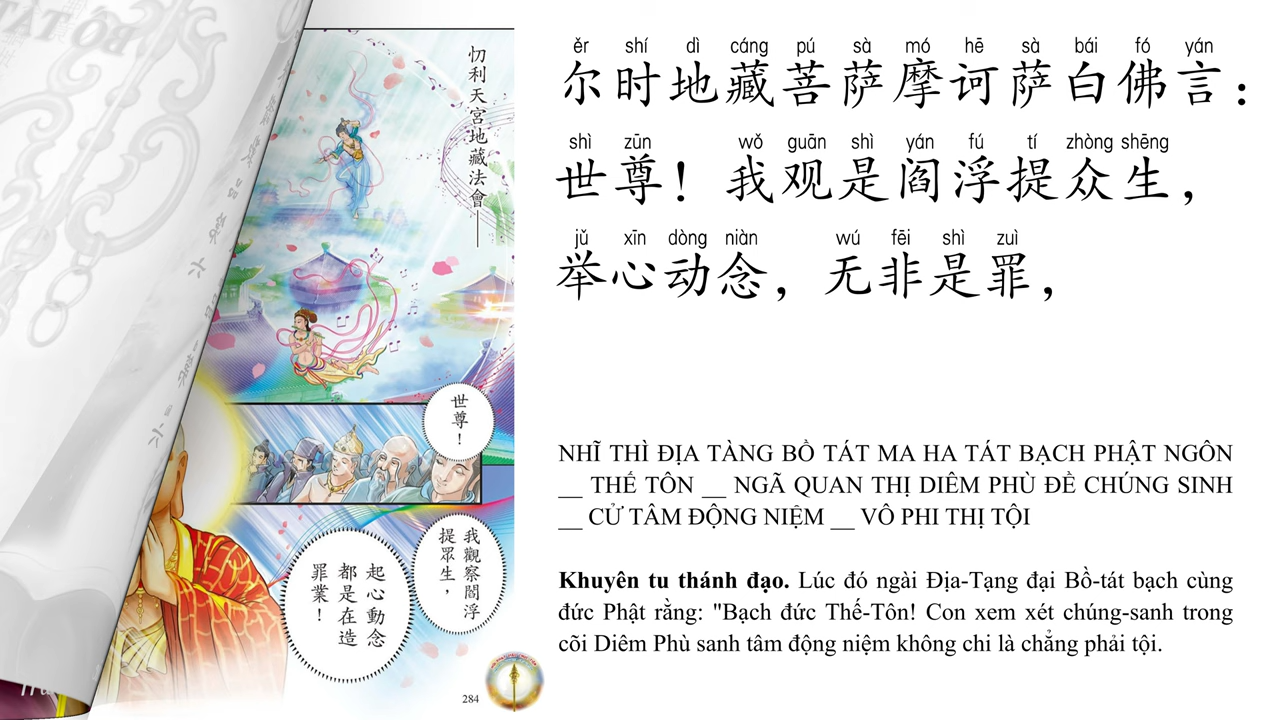 忉利天宮地藏法會——
世尊！
我觀察閻浮
提眾生，
起心動念
都是在造
罪業！
284
ěr shí dì cáng pú sà mó hē sà bái fó yán
尔时地藏菩萨摩诃萨白佛言：
shì zūn wǒ guān shì yán fú tí zhòng shēng
世尊！我观是阎浮提众生，
jǔ xīn dòng niàn wú fēi shì zuì
举心动念，无非是罪，
NHĨ THÌ ĐỊA TÀNG BỒ TÁT MA HA TÁT BẠCH PHẬT NGÔN
__ THẾ TÔN __ NGÃ QUAN THỊ DIÊM PHÙ ĐỀ CHÚNG SINH
__ CỬ TÂM ĐỘNG NIỆM __ VÔ PHI THỊ TỘI
Khuyên tu thánh đạo. Lúc đó ngài Địa-Tạng đại Bồ-tát bạch cùng
đức Phật rằng: "Bạch đức Thế-Tôn! Con xem xét chúng-sanh trong
cõi Diêm Phù sanh tâm động niệm không chi là chẳng phải tội.